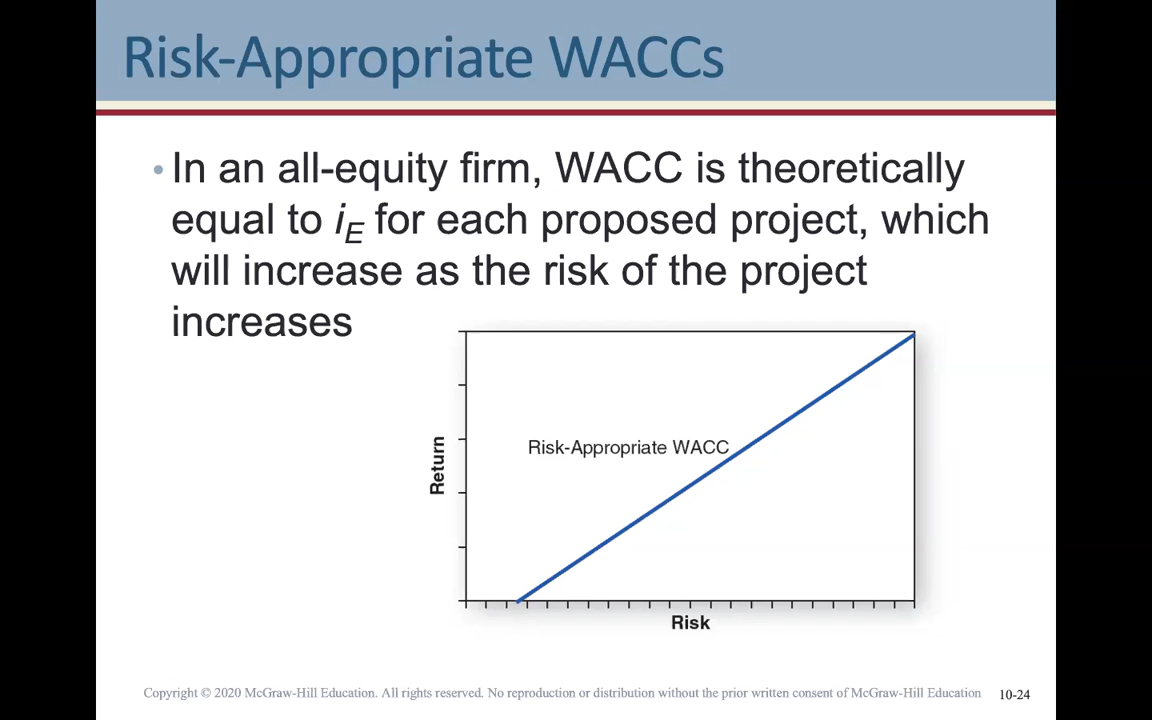 Risk-Appropriate WACCs
• In an all-equity firm, WACC is theoretically
equal to iE for each proposed project, which
will increase as the risk of the project
increases
Risk-Appropriate WACC
Return
Risk
Copyright © 2020 McGraw-Hill Education. All rights reserved. No reproduction or distribution without the prior written consent of McGraw-Hill Education 10-24